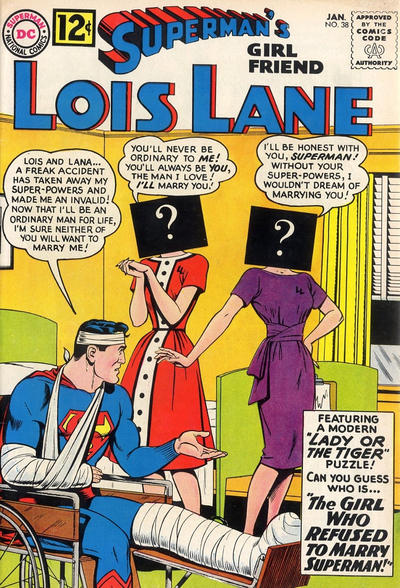 SUPERMAN
DC
NATIONAL COMICS
12¢
SUPERMAN'S
GIRL
FRIEND
LOIS LANE
JAN.
NO. 38
APPROVED
BY THE
COMICS
CODE
CA
AUTHORITY
LOIS AND LANA...
A FREAK ACCIDENT
HAS TAKEN AWAY MY
SUPER-POWERS AND
MADE ME AN INVALID!
NOW THAT I'LL BE AN
ORDINARY MAN FOR LIFE,
I'M SURE NEITHER OF
YOU WILL WANT TO
MARRY ME!
YOU'LL NEVER BE
ORDINARY TO ME!
YOU'LL ALWAYS BE YOU,
THE MAN I LOVE!
I'LL MARRY YOU!
I'LL BE HONEST WITH
YOU, SUPERMAN!
WITHOUT YOUR
SUPER-POWERS, I
WOULDN'T DREAM OF
MARRYING YOU!
?
?
LL
LL
FEATURING
A MODERN
"LADY OR
THE TIGER"
PUZZLE!
CAN YOU GUESS
WHO IS...
"The GIRL
WHO
REFUSED
TO MARRY
SUPERMAN!"